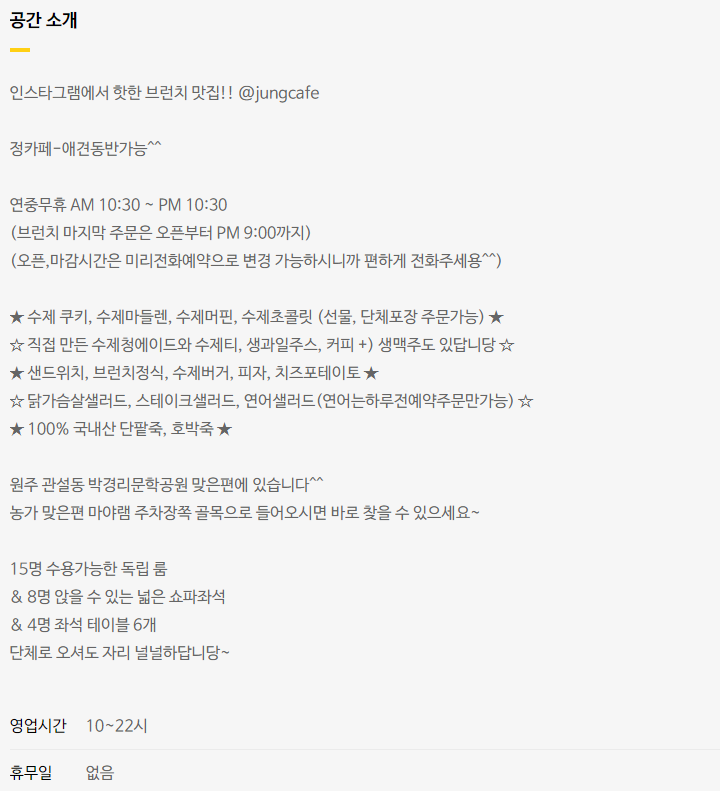 공간 소개
인스타그램에서 핫한 브런치 맛집!! @jungcafe
정카페-애견동반가능^^
연중무휴 AM 10:30 ~ PM 10:30
(브런치 마지막 주문은 오픈부터 PM 9:00까지)
(오픈,마감시간은 미리전화예약으로 변경 가능하시니까 편하게 전화주세용^^)
★ 수제 쿠키, 수제마들렌, 수제머핀, 수제초콜릿 (선물, 단체포장 주문가능) ★
☆ 직접 만든 수제청에이드와 수제티, 생과일주스, 커피 +) 생맥주도 있답니당 ☆
★ 샌드위치, 브런치정식, 수제버거, 피자, 치즈포테이토 ★
☆ 닭가슴살샐러드, 스테이크샐러드, 연어샐러드(연어는하루전예약주문만가능) ☆
★ 100% 국내산 단팥죽, 호박죽 ★
원주 관설동 박경리문학공원 맞은편에 있습니다^^
농가 맞은편 마야램 주차장쪽 골목으로 들어오시면 바로 찾을 수 있으세요~
15명 수용가능한 독립 룸
& 8명 앉을 수 있는 넓은 쇼파좌석
& 4명 좌석 테이블 6개
단체로 오셔도 자리 널널하답니당~
영업시간 10~22시
휴무일 없음